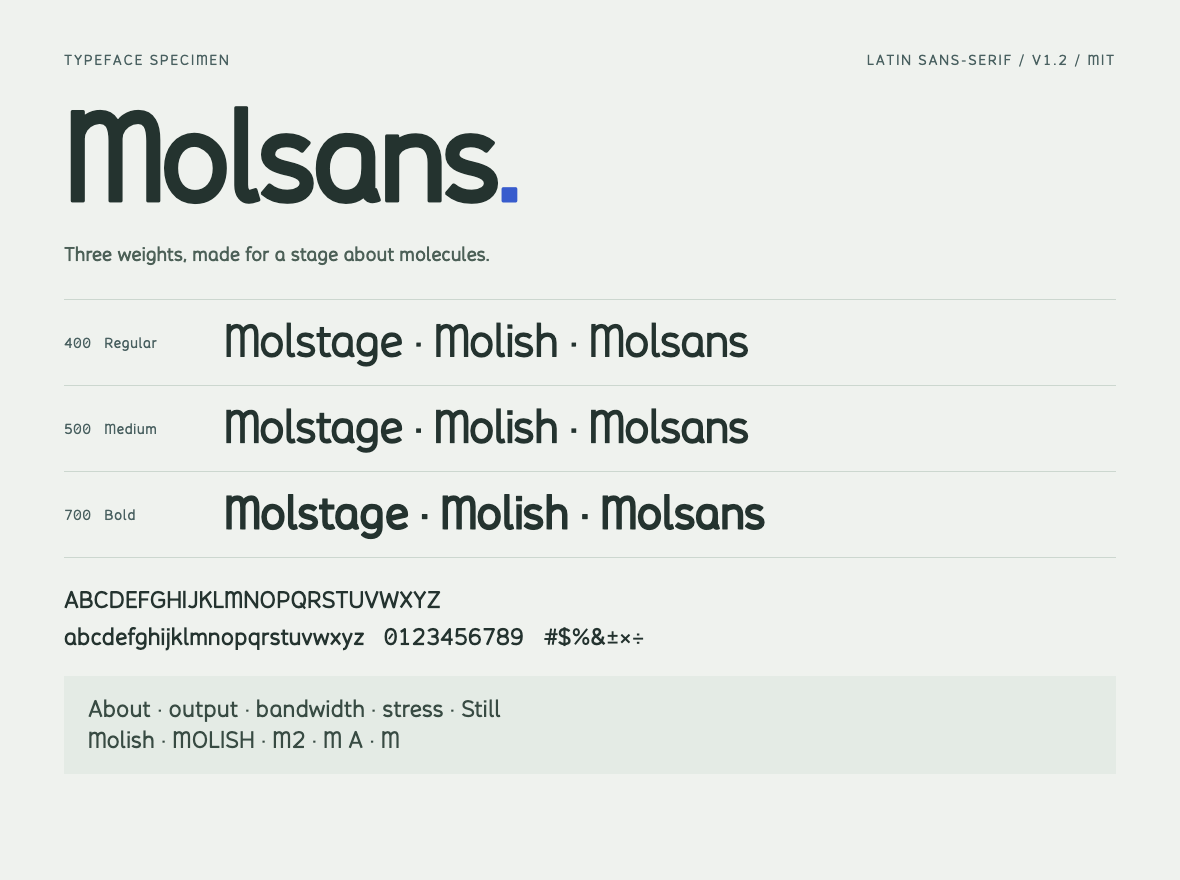 TYPEFACE SPECIMEN
LATIN SANS-SERIF / V1.2 / MIT
Molsans.
Three weights, made for a stage about molecules.
400 Regular
Molstage · Molish · Molsans
500 Medium
Molstage · Molish · Molsans
700 Bold
Molstage · Molish · Molsans
ABCDEFGHIJKLMNOPQRSTUVWXYZ
abcdefghijklmnopqrstuvwxyz 0123456789 #$%&±×÷
About · output · bandwidth · stress · Still
Molish · MOLISH · M2 · M A · M